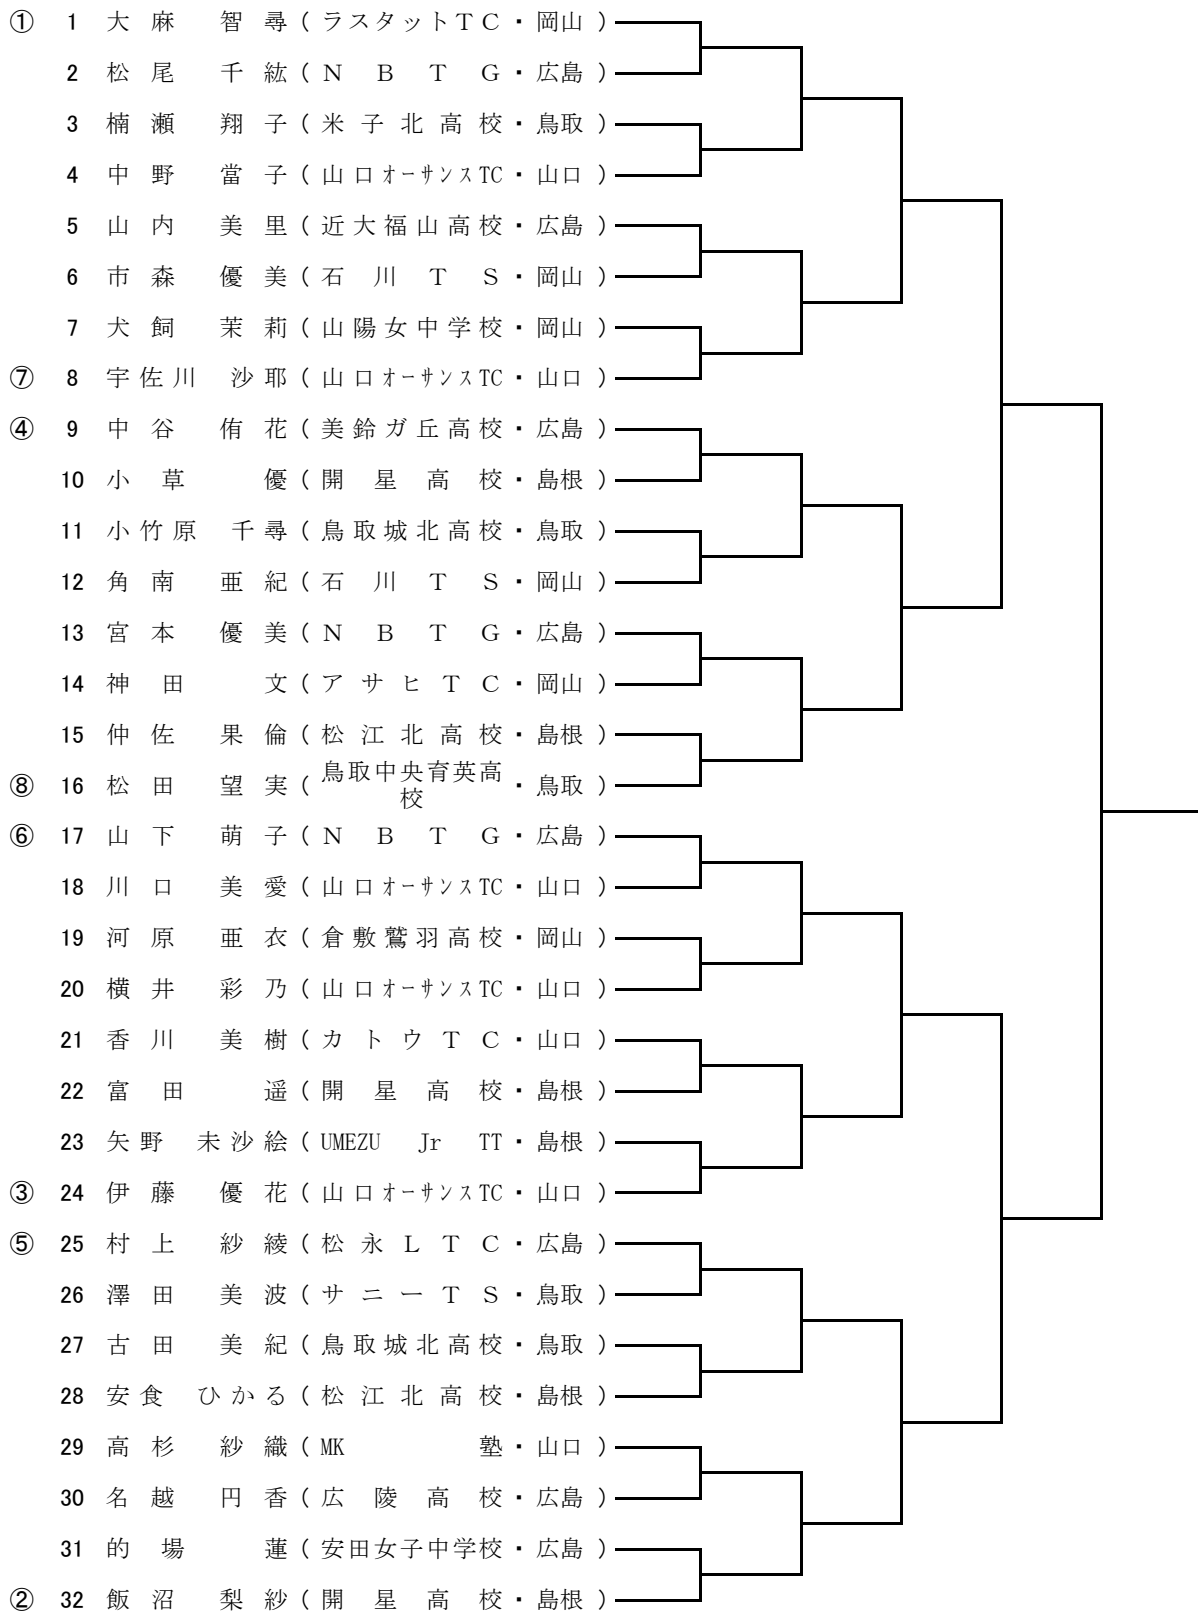 ① 1 大麻 智尋(ラスタットTC・岡山)
2 松尾 千紘(NBTG・広島)
3 楠瀬 翔子(米子北高校・鳥取)
4 中野 當子(山口オーサンスTC・山口)
5 山内 美里(近大福山高校・広島)
6 市森 優美(石川TS・岡山)
7 犬飼 茉莉(山陽女中学校・岡山)
⑦ 8 宇佐川 沙耶(山口オーサンスTC・山口)
④ 9 中谷 侑花(美鈴ガ丘高校・広島)
10 小草 優(開星高校・島根)
11 小竹原 千尋(鳥取城北高校・鳥取)
12 角南 亜紀(石川TS・岡山)
13 宮本 優美(NBTG・広島)
14 神田 文(アサヒTC・岡山)
15 仲佐 果倫(松江北高校・島根)
⑧ 16 松田 望実(鳥取中央育英高校・鳥取)
⑥ 17 山下 萌子(NBTG・広島)
18 川口 美愛(山口オーサンスTC・山口)
19 河原 亜衣(倉敷鷲羽高校・岡山)
20 横井 彩乃(山口オーサンスTC・山口)
21 香川 美樹(カトウTC・山口)
22 富田 遥(開星高校・島根)
23 矢野 未沙絵(UMEZU Jr TT・島根)
③ 24 伊藤 優花(山口オーサンスTC・山口)
⑤ 25 村上 紗綾(松永LTC・広島)
26 澤田 美波(サニーTS・鳥取)
27 古田 美紀(鳥取城北高校・鳥取)
28 安食 ひかる(松江北高校・島根)
29 高杉 紗織(MK 塾・山口)
30 名越 円香(広陵高校・広島)
31 的場 蓮(安田女子中学校・広島)
② 32 飯沼 梨紗(開星高校・島根)